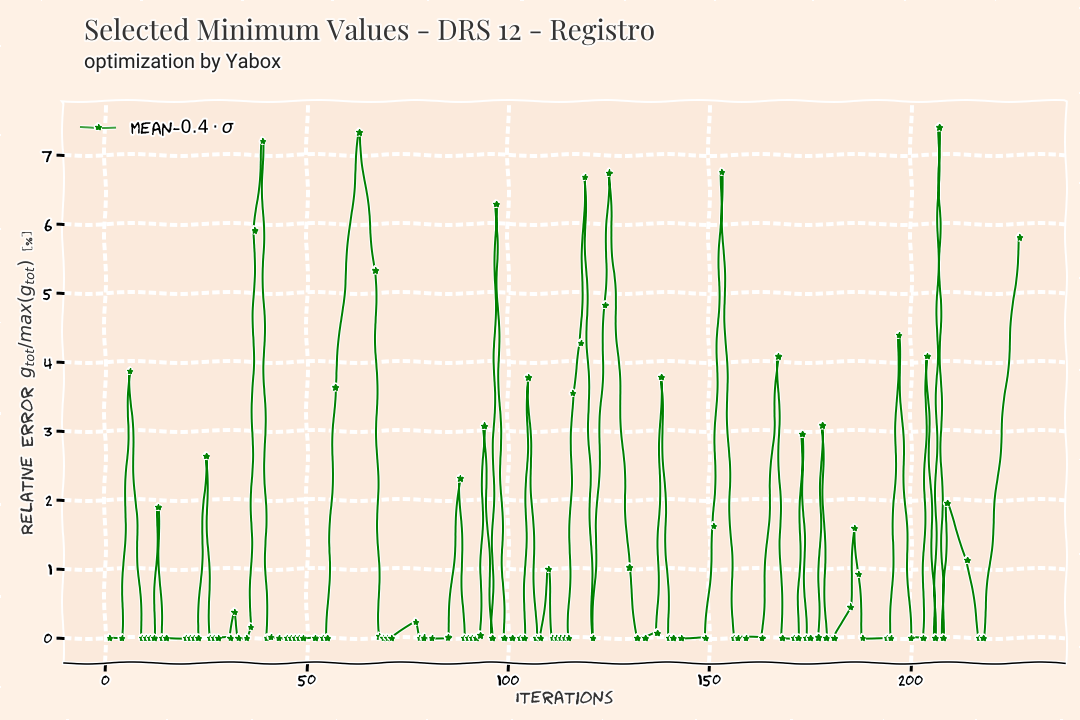 Selected Minimum Values - DRS 12 - Registro
optimization by Yabox
MEAN-0.4 · σ
RELATIVE ERROR g_tot/max(g_tot) [%]
7
6
5
4
3
2
1
0
0 50 100 150 200
ITERATIONS